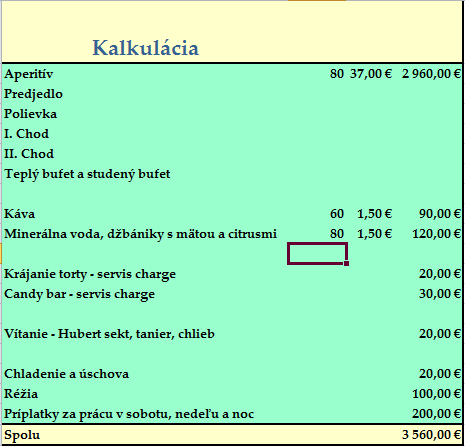 Kalkulácia
Aperitív 80 37,00 € 2 960,00 €
Predjedlo
Polievka
I. Chod
II. Chod
Teplý bufet a studený bufet
Káva 60 1,50 € 90,00 €
Minerálna voda, džbániky s mätou a citrusmi 80 1,50 € 120,00 €
Krájanie torty - servis charge 20,00 €
Candy bar - servis charge 30,00 €
Vítanie - Hubert sekt, tanier, chlieb 20,00 €
Chladenie a úschova 20,00 €
Réžia 100,00 €
Príplatky za prácu v sobotu, nedeľu a noc 200,00 €
Spolu 3 560,00 €